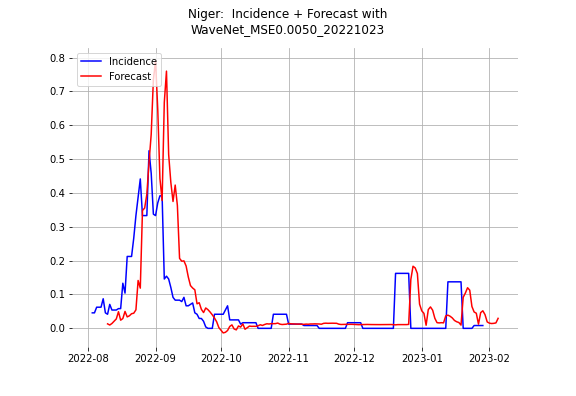 Niger:  Incidence + Forecast with
WaveNet_MSE0.0050_20221023
Incidence
Forecast
0.8
0.7
0.6
0.5
0.4
0.3
0.2
0.1
0.0
2022-08 2022-09 2022-10 2022-11 2022-12 2023-01 2023-02